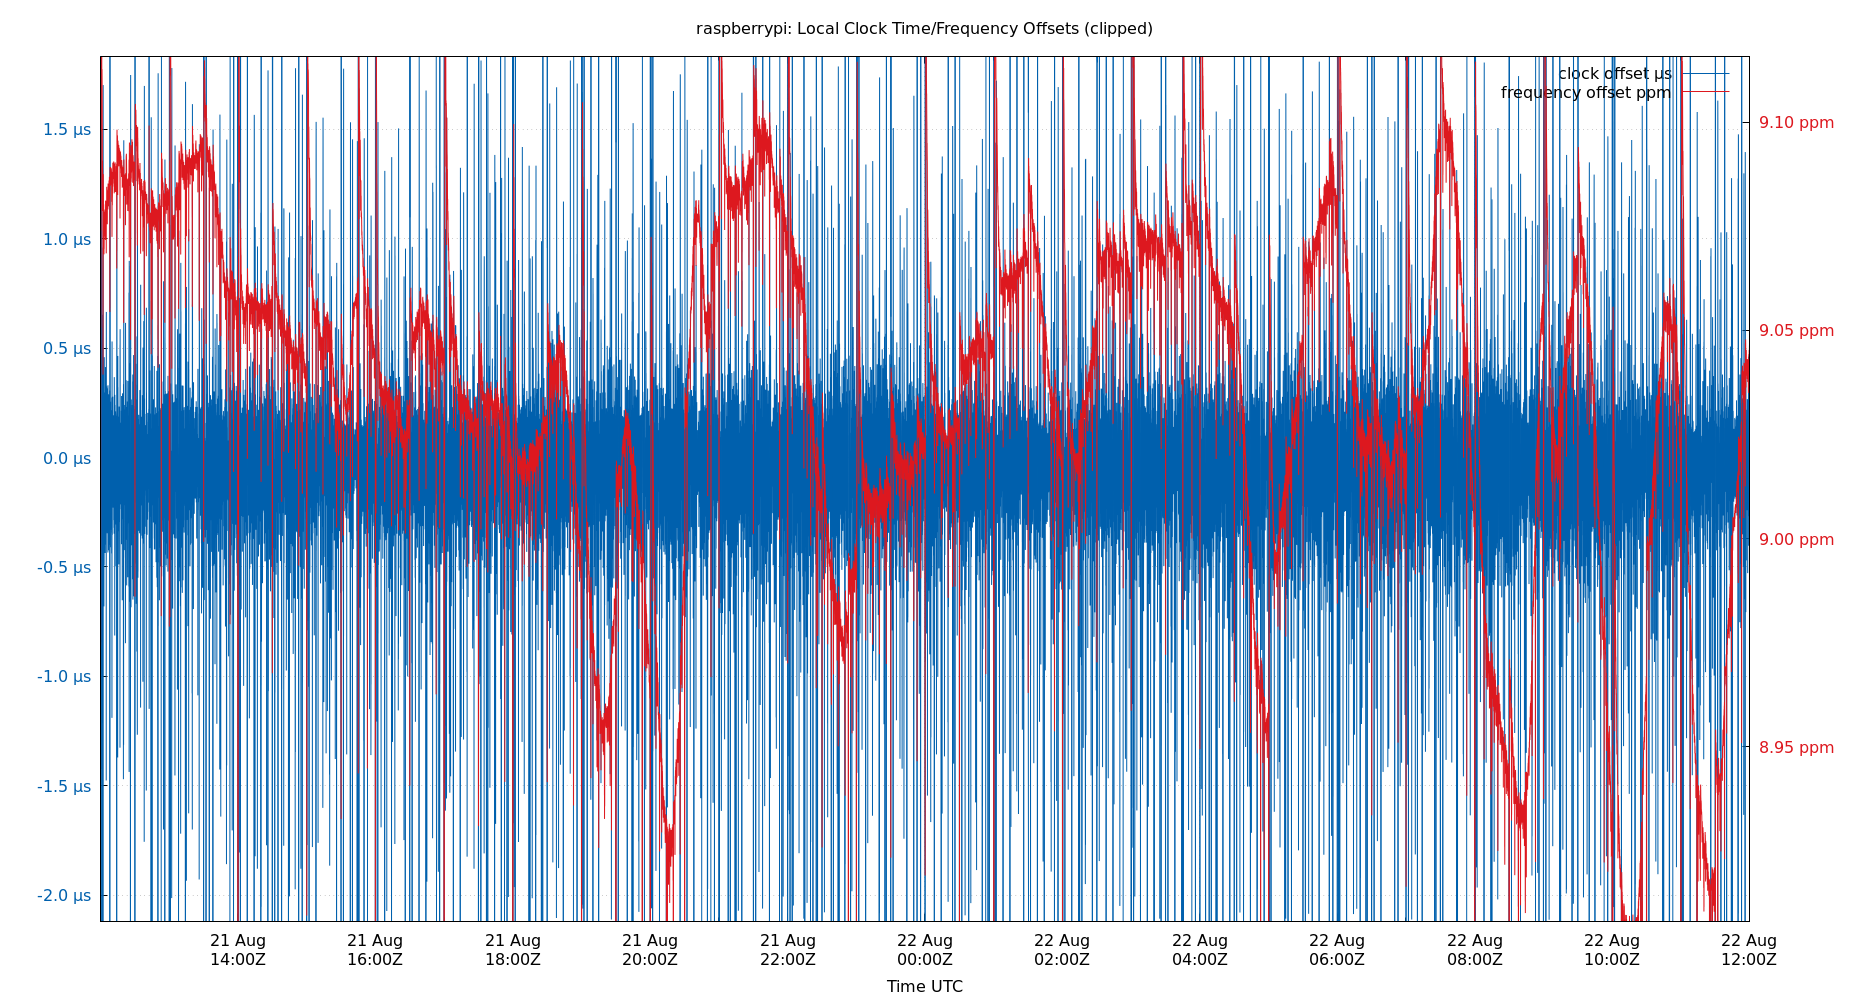 raspberrypi: Local Clock Time/Frequency Offsets (clipped)
clock offset µs
frequency offset ppm
1.5 µs
1.0 µs
0.5 µs
0.0 µs
-0.5 µs
-1.0 µs
-1.5 µs
-2.0 µs
9.10 ppm
9.05 ppm
9.00 ppm
8.95 ppm
21 Aug 21 Aug 21 Aug 21 Aug 21 Aug 22 Aug 22 Aug 22 Aug 22 Aug 22 Aug 22 Aug 22 Aug
14:00Z 16:00Z 18:00Z 20:00Z 22:00Z 00:00Z 02:00Z 04:00Z 06:00Z 08:00Z 10:00Z 12:00Z
Time UTC